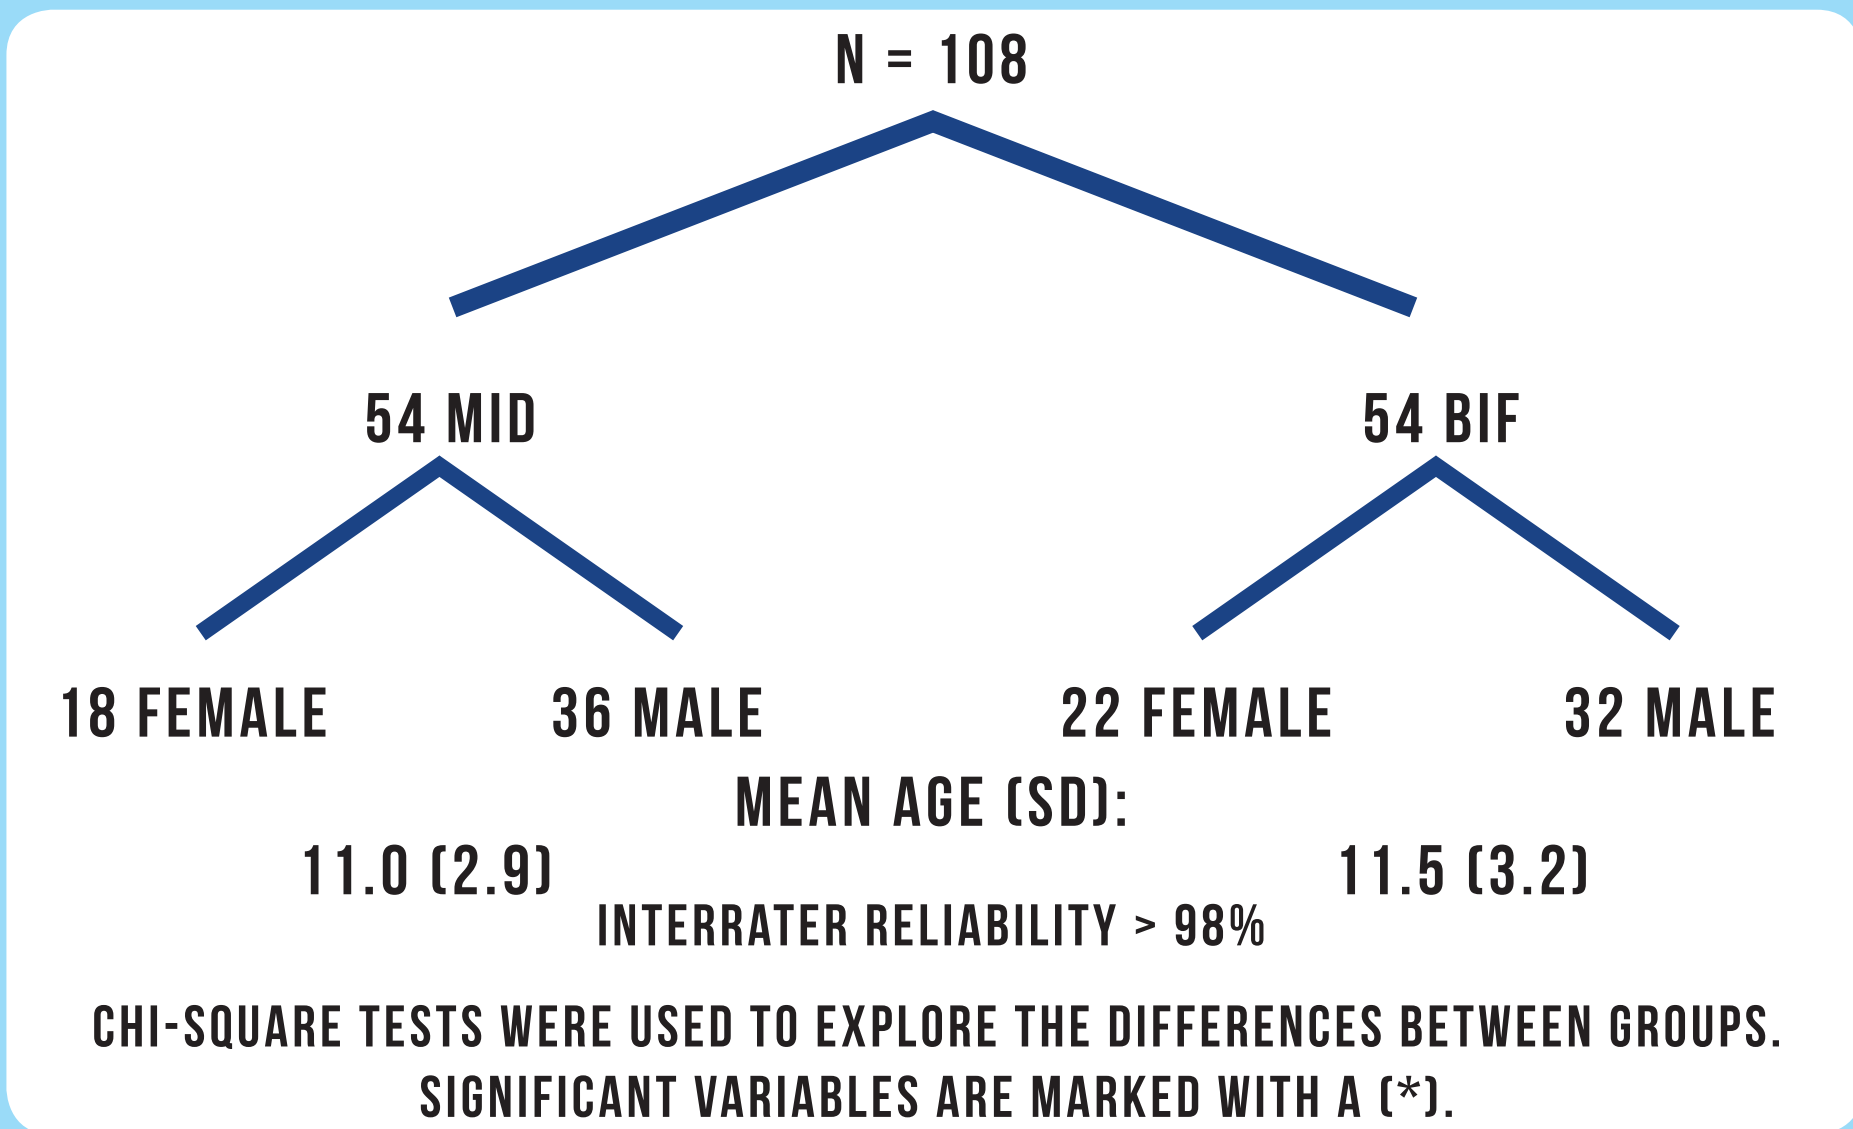 N = 108
54 MID 54 BIF
18 FEMALE 36 MALE 22 FEMALE 32 MALE
MEAN AGE (SD):
11.0 (2.9) 11.5 (3.2)
INTERRATER RELIABILITY > 98%
CHI-SQUARE TESTS WERE USED TO EXPLORE THE DIFFERENCES BETWEEN GROUPS.
SIGNIFICANT VARIABLES ARE MARKED WITH A (*).